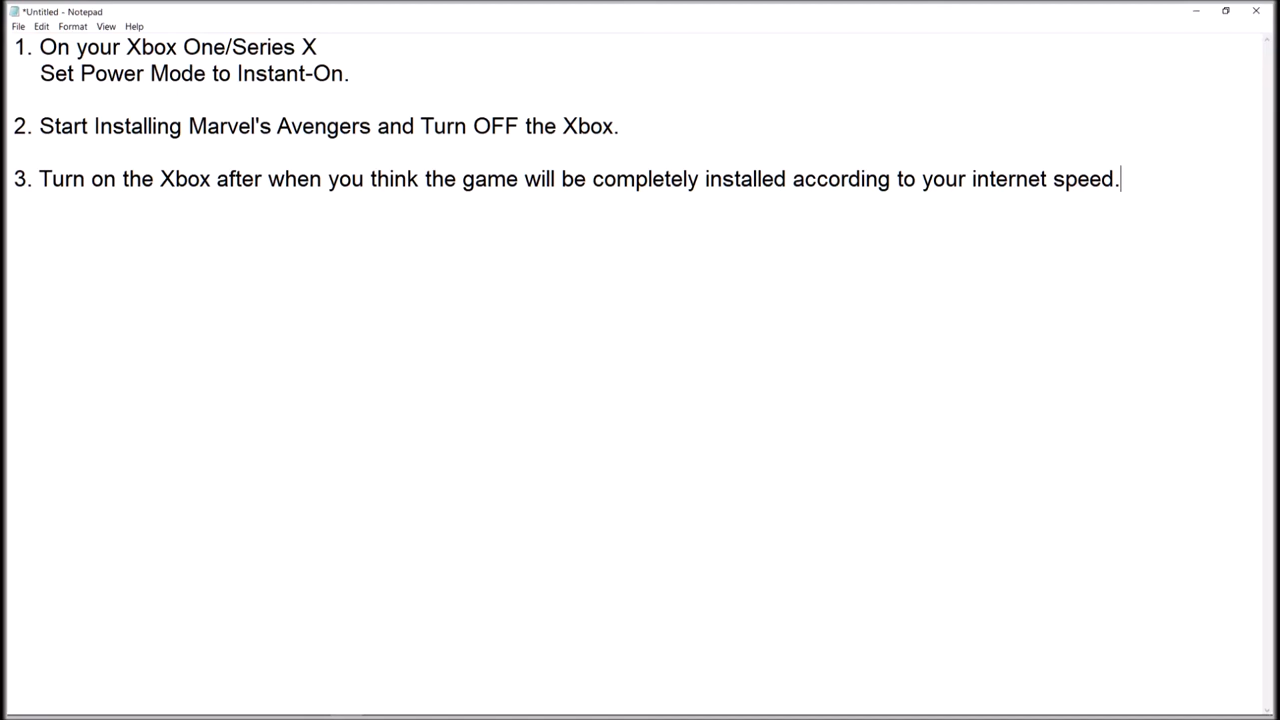 *Untitled - Notepad
File Edit Format View Help
1. On your Xbox One/Series X
Set Power Mode to Instant-On.
2. Start Installing Marvel's Avengers and Turn OFF the Xbox.
3. Turn on the Xbox after when you think the game will be completely installed according to your internet speed.